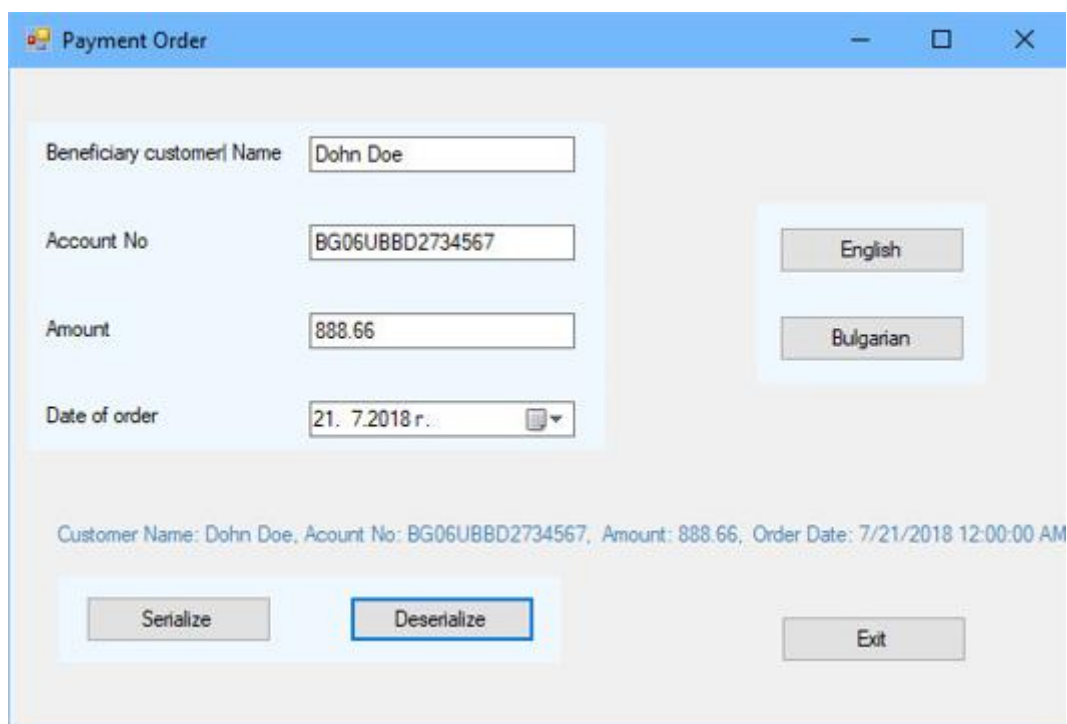 Payment Order
Beneficiary customer| Name
Dohn Doe
Account No
BG06UBBD2734567
English
Amount
888.66
Bulgarian
Date of order
21. 7.2018 г.
Customer Name: Dohn Doe, Acount No: BG06UBBD2734567, Amount: 888.66, Order Date: 7/21/2018 12:00:00 AM
Serialize
Deserialize
Exit